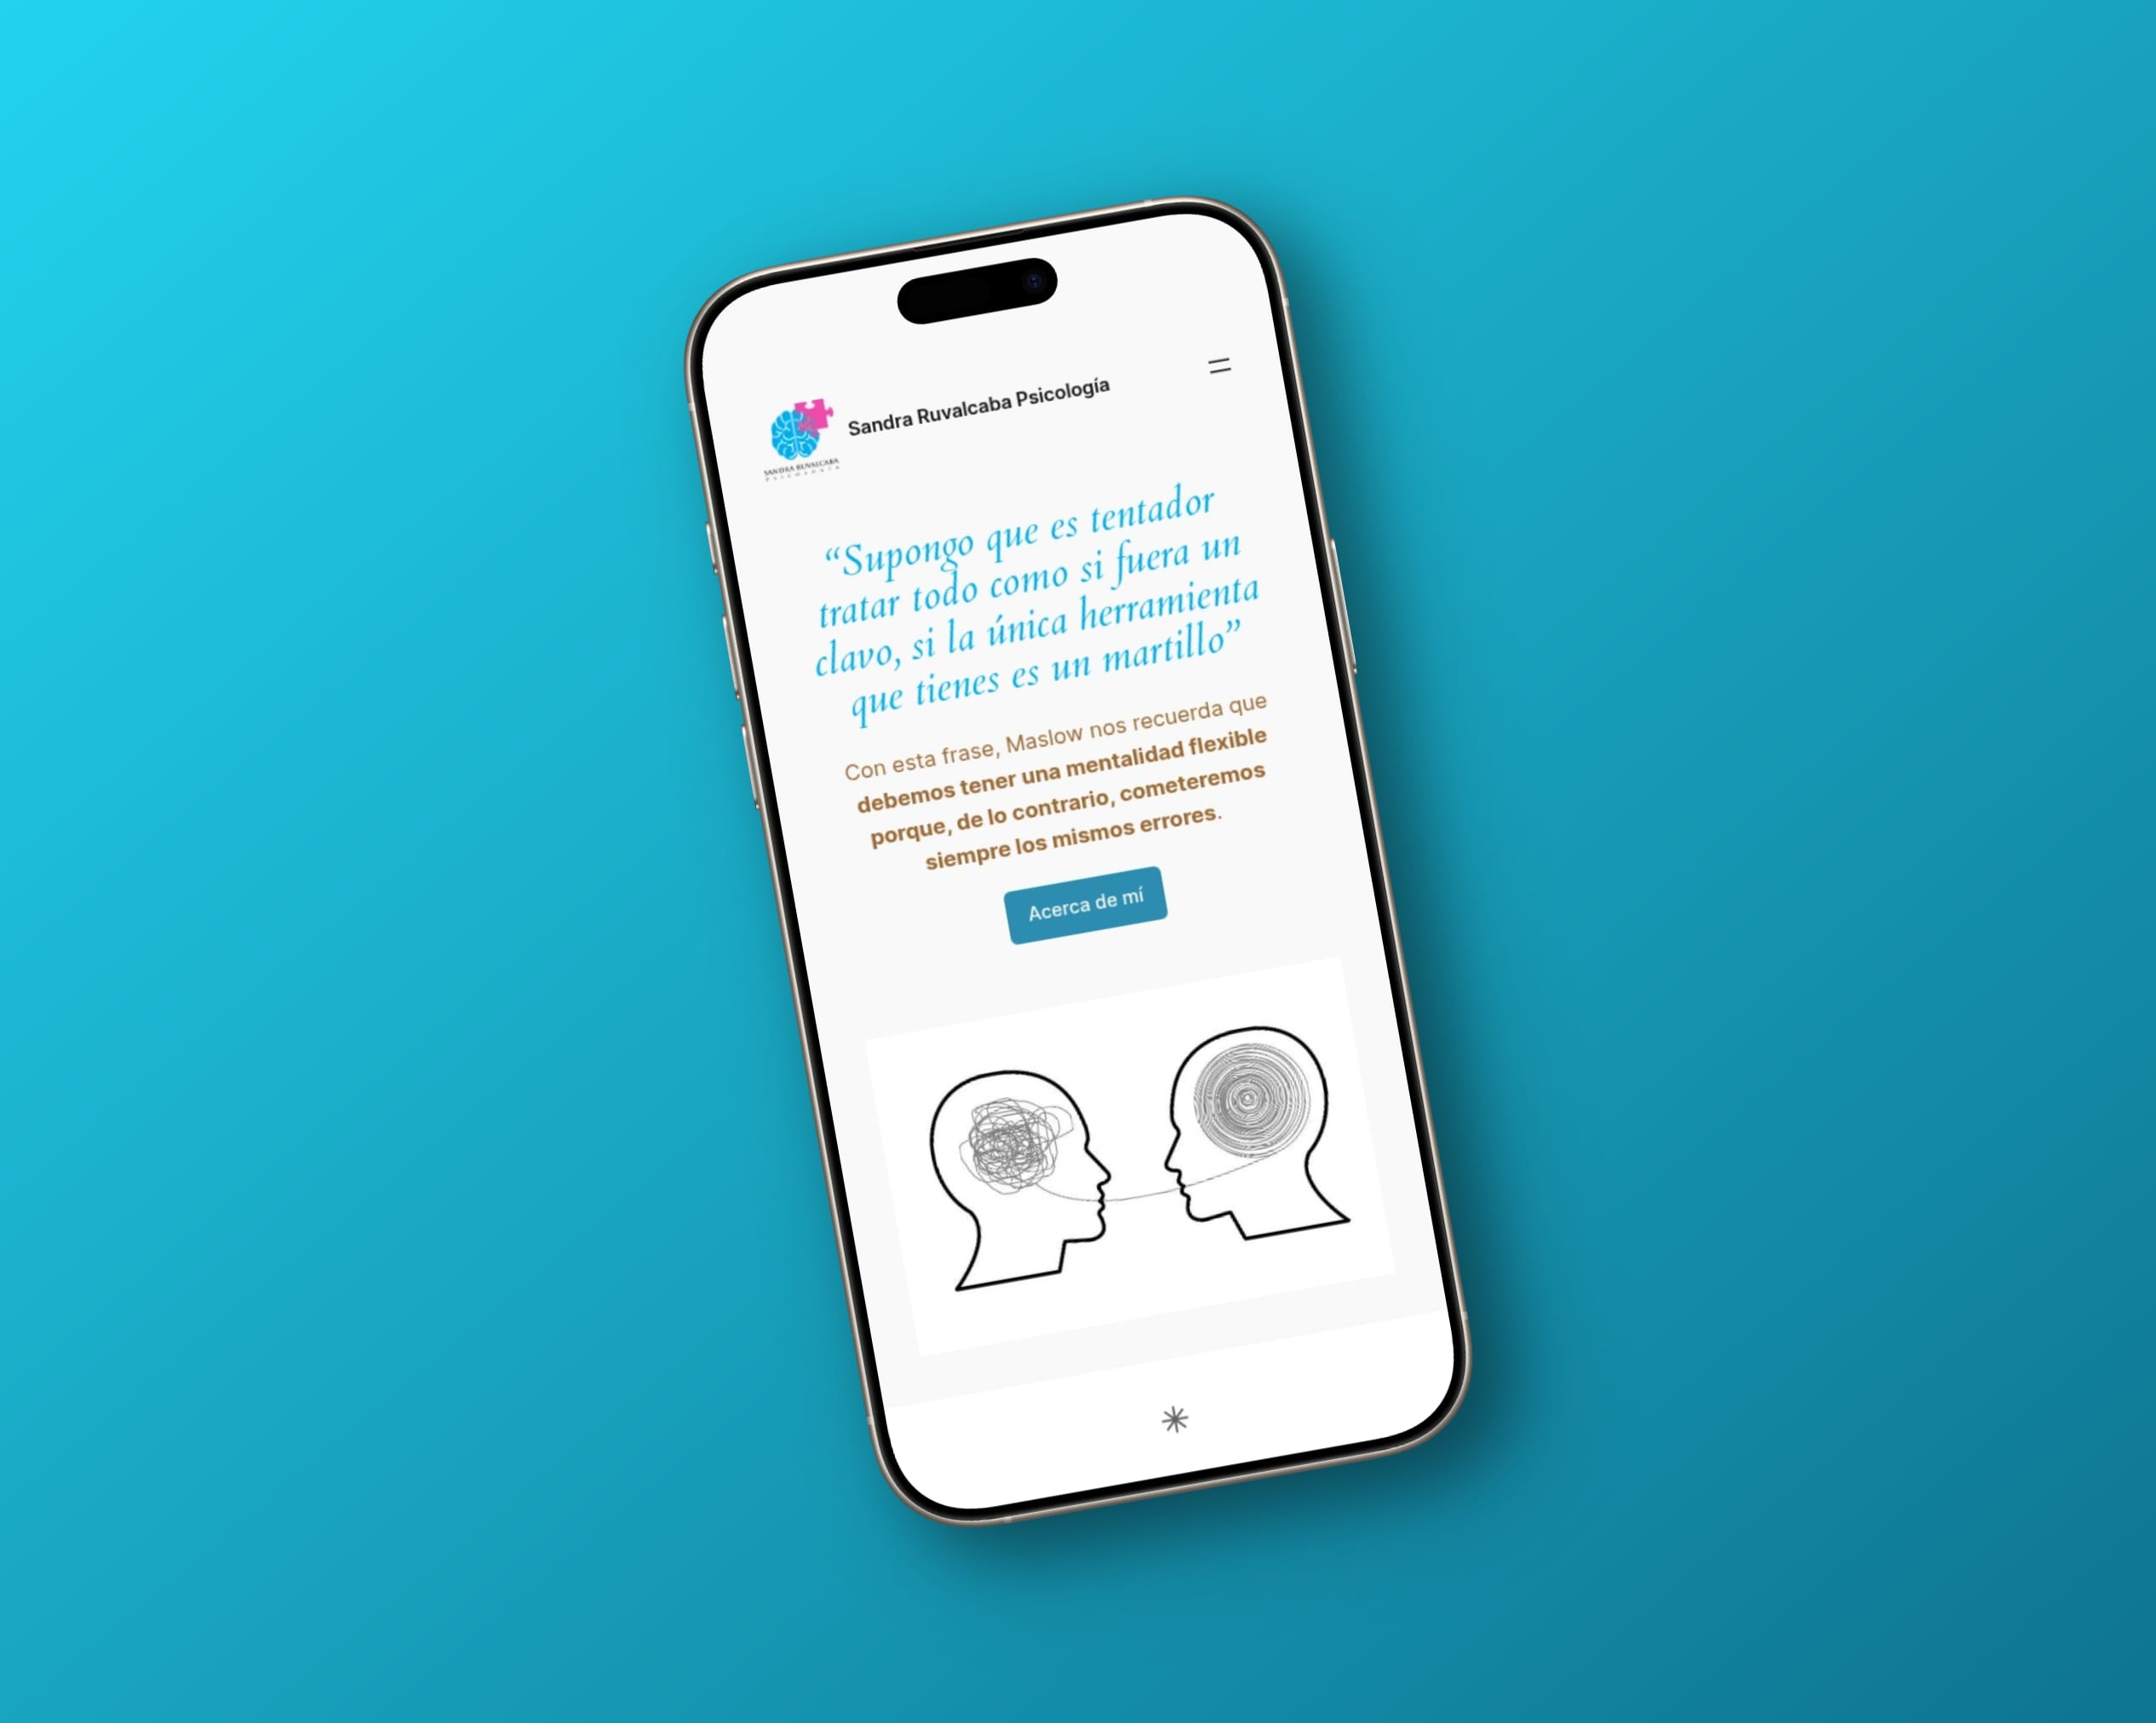 Sandra Ruvalcaba Psicología
SANDRA RUVALCABA
PSICOLOGÍA
“Supongo que es tentador
tratar todo como si fuera un
clavo, si la única herramienta
que tienes es un martillo”
Con esta frase, Maslow nos recuerda que
debemos tener una mentalidad flexible
porque, de lo contrario, cometeremos
siempre los mismos errores.
Acerca de mí